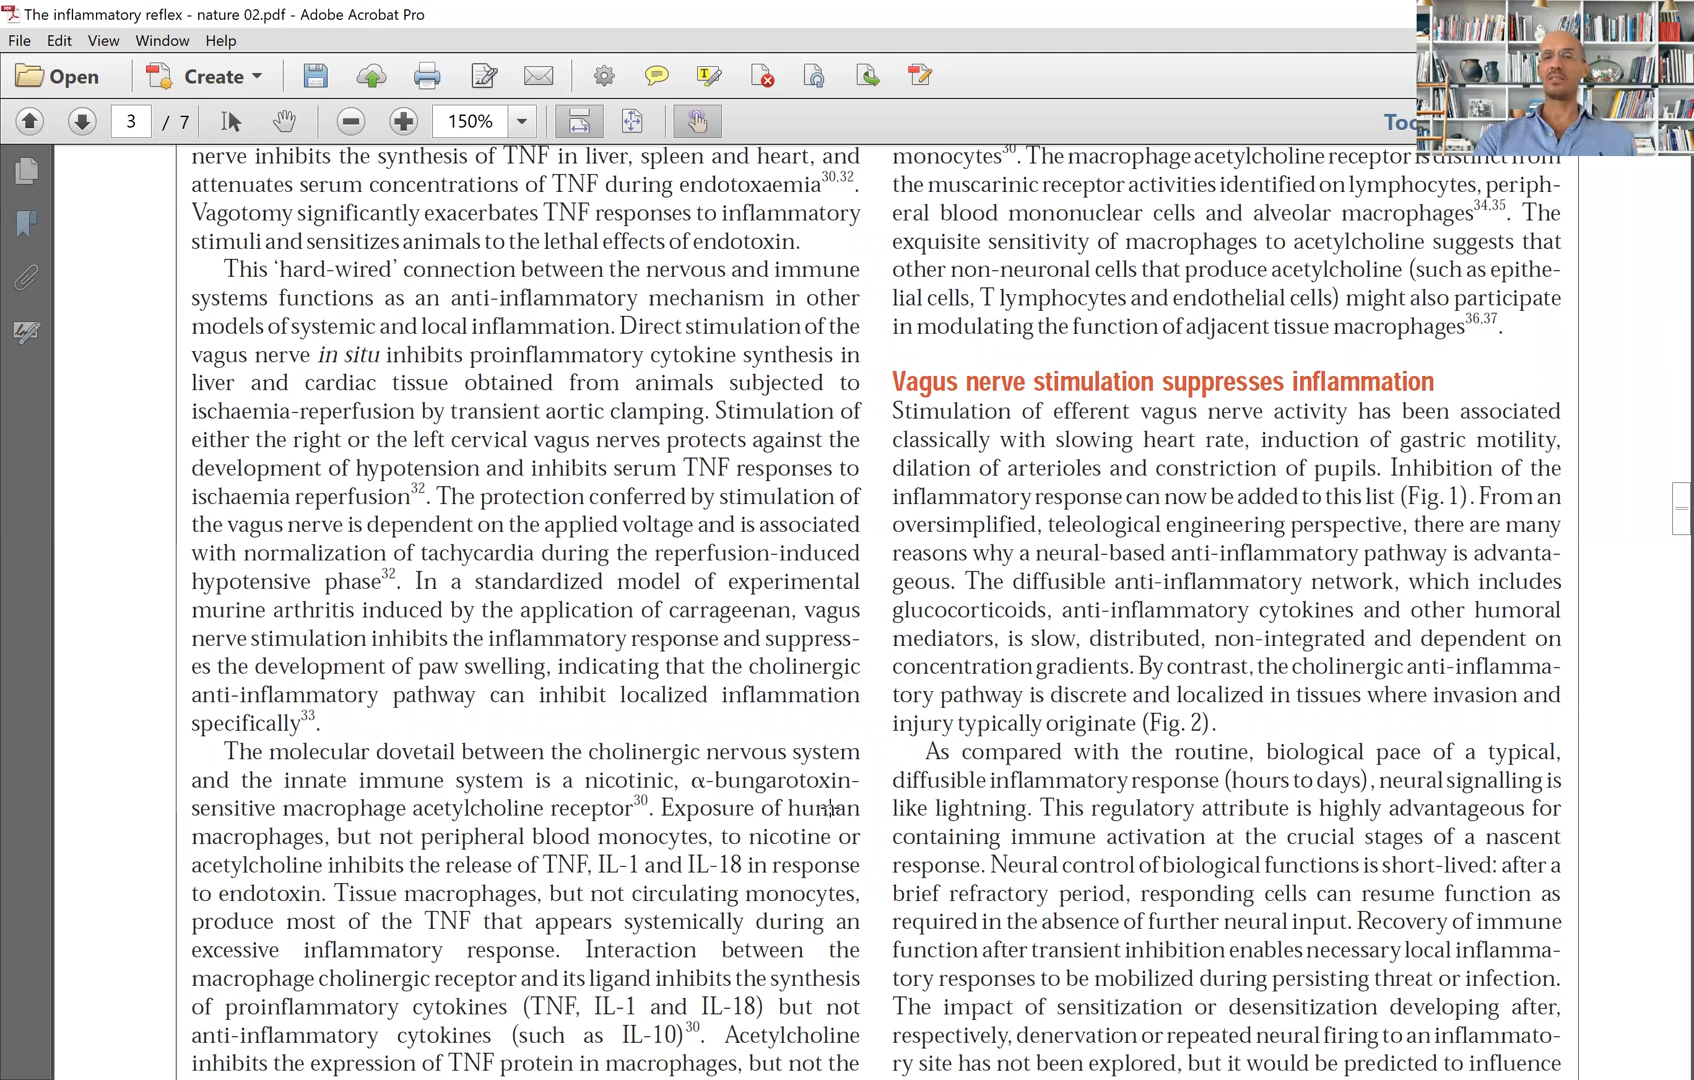 The inflammatory reflex - nature 02.pdf - Adobe Acrobat Pro
File Edit View Window Help
Open Create
3 / 7 150%
nerve inhibits the synthesis of TNF in liver, spleen and heart, and
attenuates serum concentrations of TNF during endotoxaemia30,32.
Vagotomy significantly exacerbates TNF responses to inflammatory
stimuli and sensitizes animals to the lethal effects of endotoxin.
This ‘hard-wired’ connection between the nervous and immune
systems functions as an anti-inflammatory mechanism in other
models of systemic and local inflammation. Direct stimulation of the
vagus nerve in situ inhibits proinflammatory cytokine synthesis in
liver and cardiac tissue obtained from animals subjected to
ischaemia-reperfusion by transient aortic clamping. Stimulation of
either the right or the left cervical vagus nerves protects against the
development of hypotension and inhibits serum TNF responses to
ischaemia reperfusion32. The protection conferred by stimulation of
the vagus nerve is dependent on the applied voltage and is associated
with normalization of tachycardia during the reperfusion-induced
hypotensive phase32. In a standardized model of experimental
murine arthritis induced by the application of carrageenan, vagus
nerve stimulation inhibits the inflammatory response and suppress-
es the development of paw swelling, indicating that the cholinergic
anti-inflammatory pathway can inhibit localized inflammation
specifically33.
The molecular dovetail between the cholinergic nervous system
and the innate immune system is a nicotinic, α-bungarotoxin-
sensitive macrophage acetylcholine receptor30. Exposure of human
macrophages, but not peripheral blood monocytes, to nicotine or
acetylcholine inhibits the release of TNF, IL-1 and IL-18 in response
to endotoxin. Tissue macrophages, but not circulating monocytes,
produce most of the TNF that appears systemically during an
excessive inflammatory response. Interaction between the
macrophage cholinergic receptor and its ligand inhibits the synthesis
of proinflammatory cytokines (TNF, IL-1 and IL-18) but not
anti-inflammatory cytokines (such as IL-10)30. Acetylcholine
inhibits the expression of TNF protein in macrophages, but not the
monocytes30. The macrophage acetylcholine receptor is distinct from
the muscarinic receptor activities identified on lymphocytes, periph-
eral blood mononuclear cells and alveolar macrophages34,35. The
exquisite sensitivity of macrophages to acetylcholine suggests that
other non-neuronal cells that produce acetylcholine (such as epithe-
lial cells, T lymphocytes and endothelial cells) might also participate
in modulating the function of adjacent tissue macrophages36,37.
Vagus nerve stimulation suppresses inflammation
Stimulation of efferent vagus nerve activity has been associated
classically with slowing heart rate, induction of gastric motility,
dilation of arterioles and constriction of pupils. Inhibition of the
inflammatory response can now be added to this list (Fig. 1). From an
oversimplified, teleological engineering perspective, there are many
reasons why a neural-based anti-inflammatory pathway is advanta-
geous. The diffusible anti-inflammatory network, which includes
glucocorticoids, anti-inflammatory cytokines and other humoral
mediators, is slow, distributed, non-integrated and dependent on
concentration gradients. By contrast, the cholinergic anti-inflamma-
tory pathway is discrete and localized in tissues where invasion and
injury typically originate (Fig. 2).
As compared with the routine, biological pace of a typical,
diffusible inflammatory response (hours to days), neural signalling is
like lightning. This regulatory attribute is highly advantageous for
containing immune activation at the crucial stages of a nascent
response. Neural control of biological functions is short-lived: after a
brief refractory period, responding cells can resume function as
required in the absence of further neural input. Recovery of immune
function after transient inhibition enables necessary local inflamma-
tory responses to be mobilized during persisting threat or infection.
The impact of sensitization or desensitization developing after,
respectively, denervation or repeated neural firing to an inflammato-
ry site has not been explored, but it would be predicted to influence